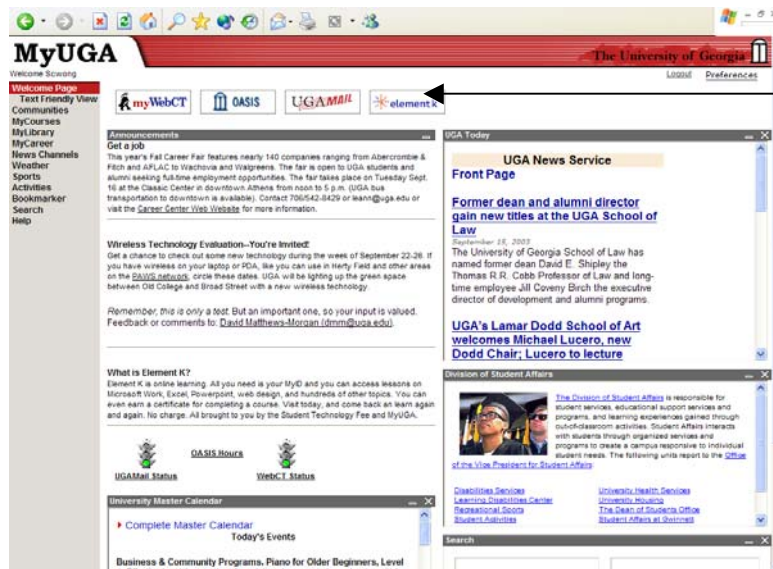 MyUGA
The University of Georgia
Welcome Scwong
Logout Preferences
Welcome Page
Text Friendly View
Communities
MyCourses
MyLibrary
MyCareer
News Channels
Weather
Sports
Activities
Bookmarker
Search
Help
myWebCT
OASIS
UGAMAIL
element k
Announcements
Get a job
This year's Fall Career Fair features nearly 140 companies ranging from Abercrombie &
Fitch and AFLAC to Wachovia and Walgreens. The fair is open to UGA students and
alumni seeking full-time employment opportunities. The fair takes place on Tuesday Sept.
16 at the Classic Center in downtown Athens from noon to 5 p.m. (UGA bus
transportation to downtown is available). Contact 706/542-8429 or leann@uga.edu or
visit the Career Center Web Website for more information.
Wireless Technology Evaluation--You're Invited!
Get a chance to check out some new technology during the week of September 22-26. If
you have wireless on your laptop or PDA, like you can use in Herty Field and other areas
on the PAWS network, circle these dates. UGA will be lighting up the green space
between Old College and Broad Street with a new wireless technology.
Remember, this is only a test. But an important one, so your input is valued.
Feedback or comments to: David Matthews-Morgan (dmm@uga.edu).
What is Element K?
Element K is online learning. All you need is your MyID and you can access lessons on
Microsoft Work, Excel, Powerpoint, web design, and hundreds of other topics. You can
even earn a certificate for completing a course. Visit today, and come back an learn again
and again. No charge. All brought to you by the Student Technology Fee and MyUGA.
OASIS Hours
UGAMail Status
WebCT Status
University Master Calendar
Complete Master Calendar
Today's Events
Business & Community Programs, Piano for Older Beginners, Level
UGA Today
UGA News Service
Front Page
Former dean and alumni director
gain new titles at the UGA School of
Law
September 15, 2003
The University of Georgia School of Law has
named former dean David E. Shipley the
Thomas R.R. Cobb Professor of Law and long-
time employee Jill Coveny Birch the executive
director of development and alumni programs.
UGA's Lamar Dodd School of Art
welcomes Michael Lucero, new
Dodd Chair; Lucero to lecture
Division of Student Affairs
The Division of Student Affairs is responsible for
student services, educational support services and
programs, and learning experiences gained through
out-of-classroom activities. Student Affairs interacts
with students through organized services and
programs to create a campus responsive to individual
student needs. The following units report to the Office
of the Vice President for Student Affairs:
Disabilities Services
Learning Disabilities Center
Recreational Sports
Student Activities
University Health Services
University Housing
The Dean of Students Office
Student Affairs at Gwinnett
Search